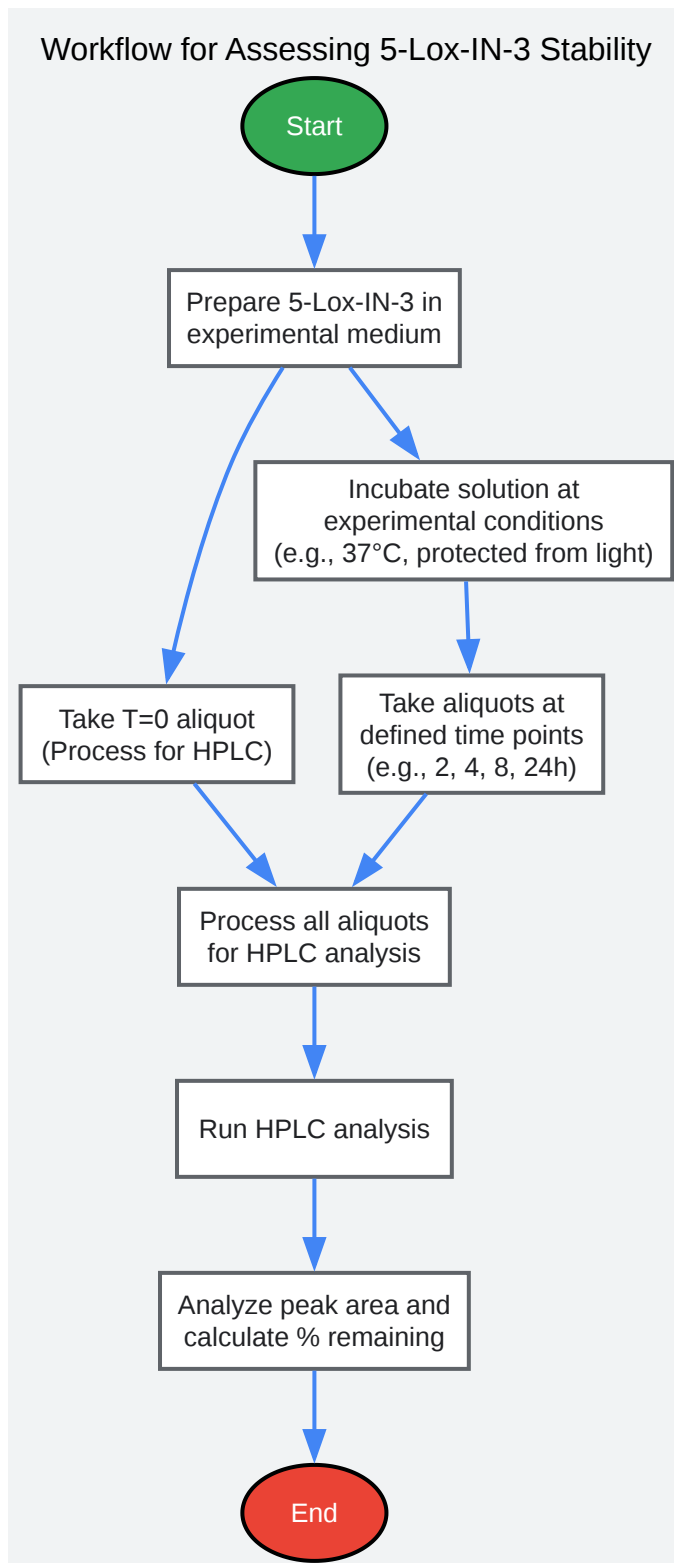 Workflow for Assessing 5-Lox-IN-3 Stability
Start
Prepare 5-Lox-IN-3 in
experimental medium
Incubate solution at
experimental conditions
(e.g., 37°C, protected from light)
Take T=0 aliquot
(Process for HPLC)
Take aliquots at
defined time points
(e.g., 2, 4, 8, 24h)
Process all aliquots
for HPLC analysis
Run HPLC analysis
Analyze peak area and
calculate % remaining
End